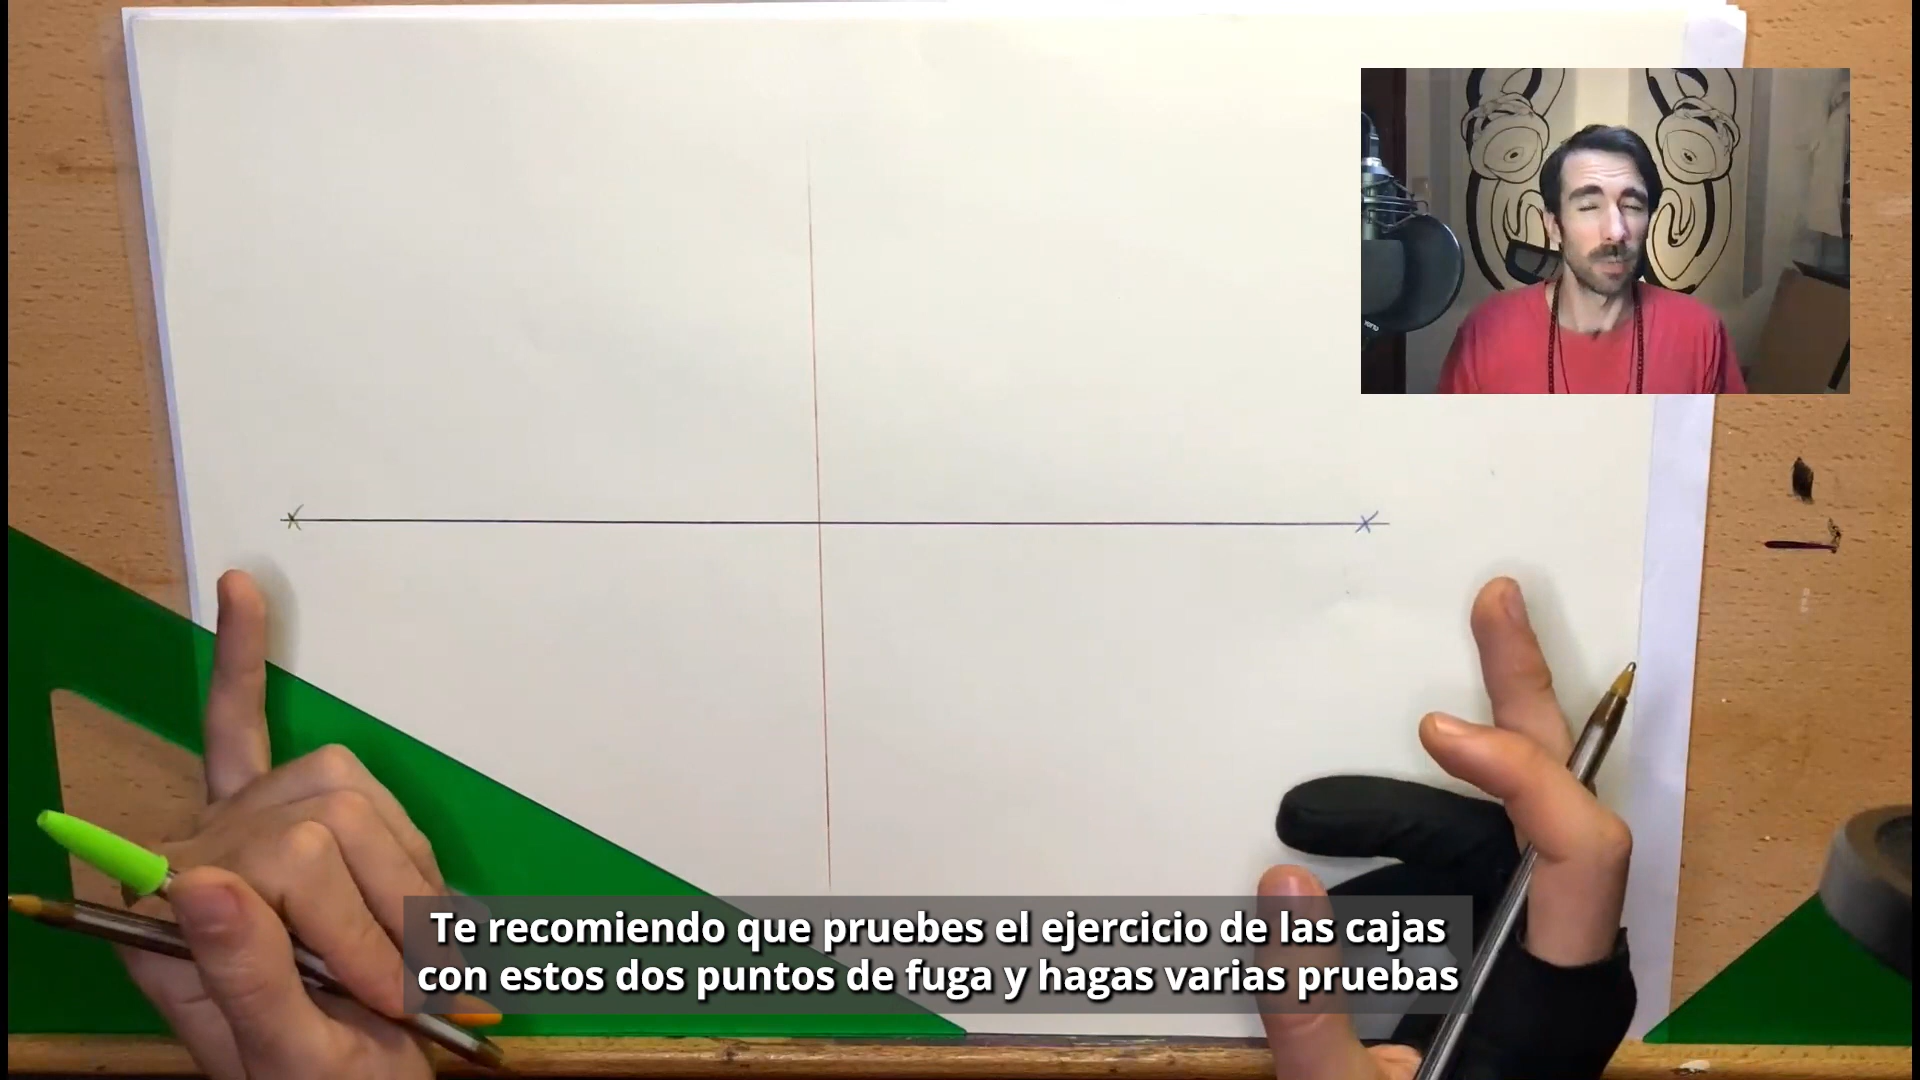 Te recomiendo que pruebes el ejercicio de las cajas
con estos dos puntos de fuga y hagas varias pruebas